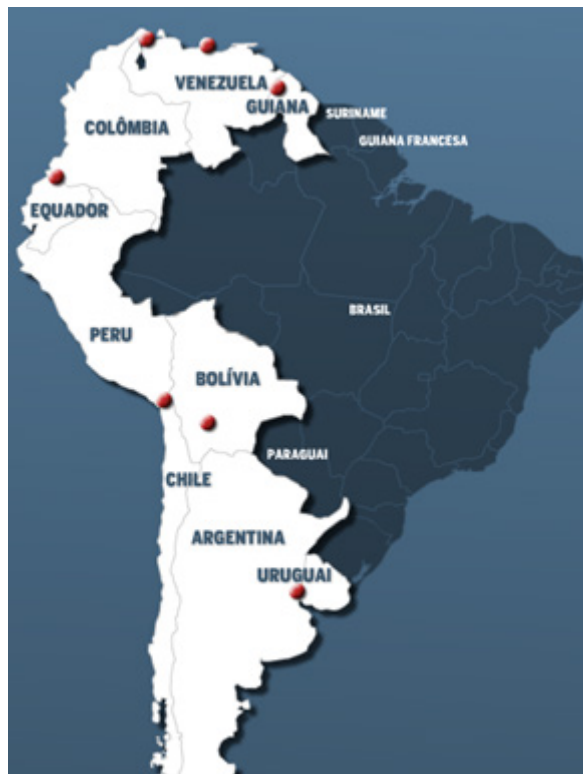 VENEZUELA
GUIANA
SURINAME
COLÔMBIA
GUIANA FRANCESA
EQUADOR
BRASIL
PERU
BOLÍVIA
PARAGUAI
CHILE
ARGENTINA
URUGUAI